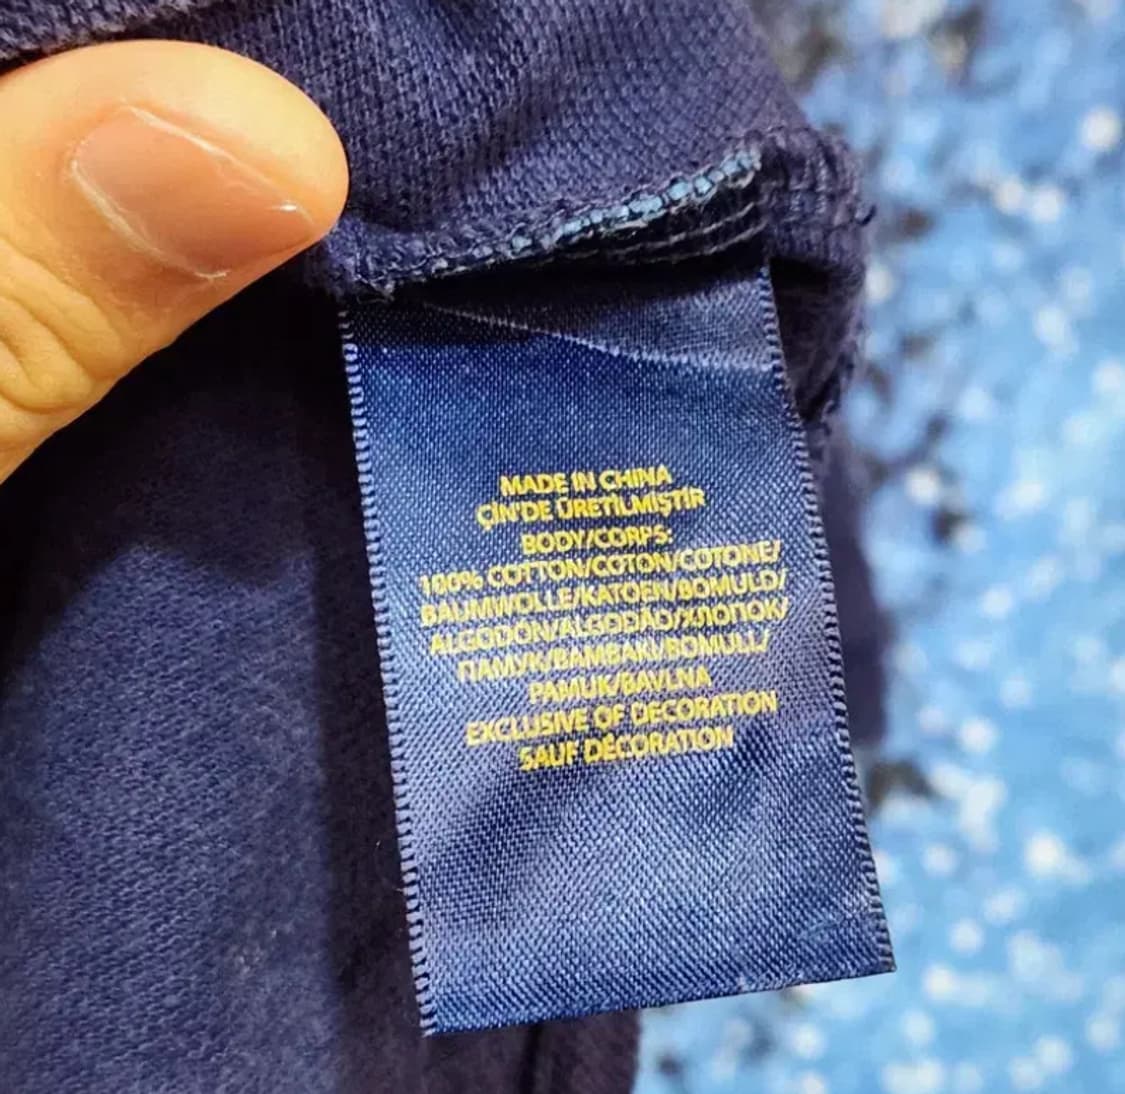 MADE IN CHINA
ÇİN'DE ÜRETİLMİŞTİR
BODY/CORPS:
100% COTTON/COTON/COTONE/
BAUMWOLLE/KATOEN/BOMULD/
ALGODÓN/ALGODÃO/ХЛОПОК/
ПАМУК/BAMBAKI/BOMULL/
PAMUK/BAVLNA
EXCLUSIVE OF DECORATION
SAUF DÉCORATION